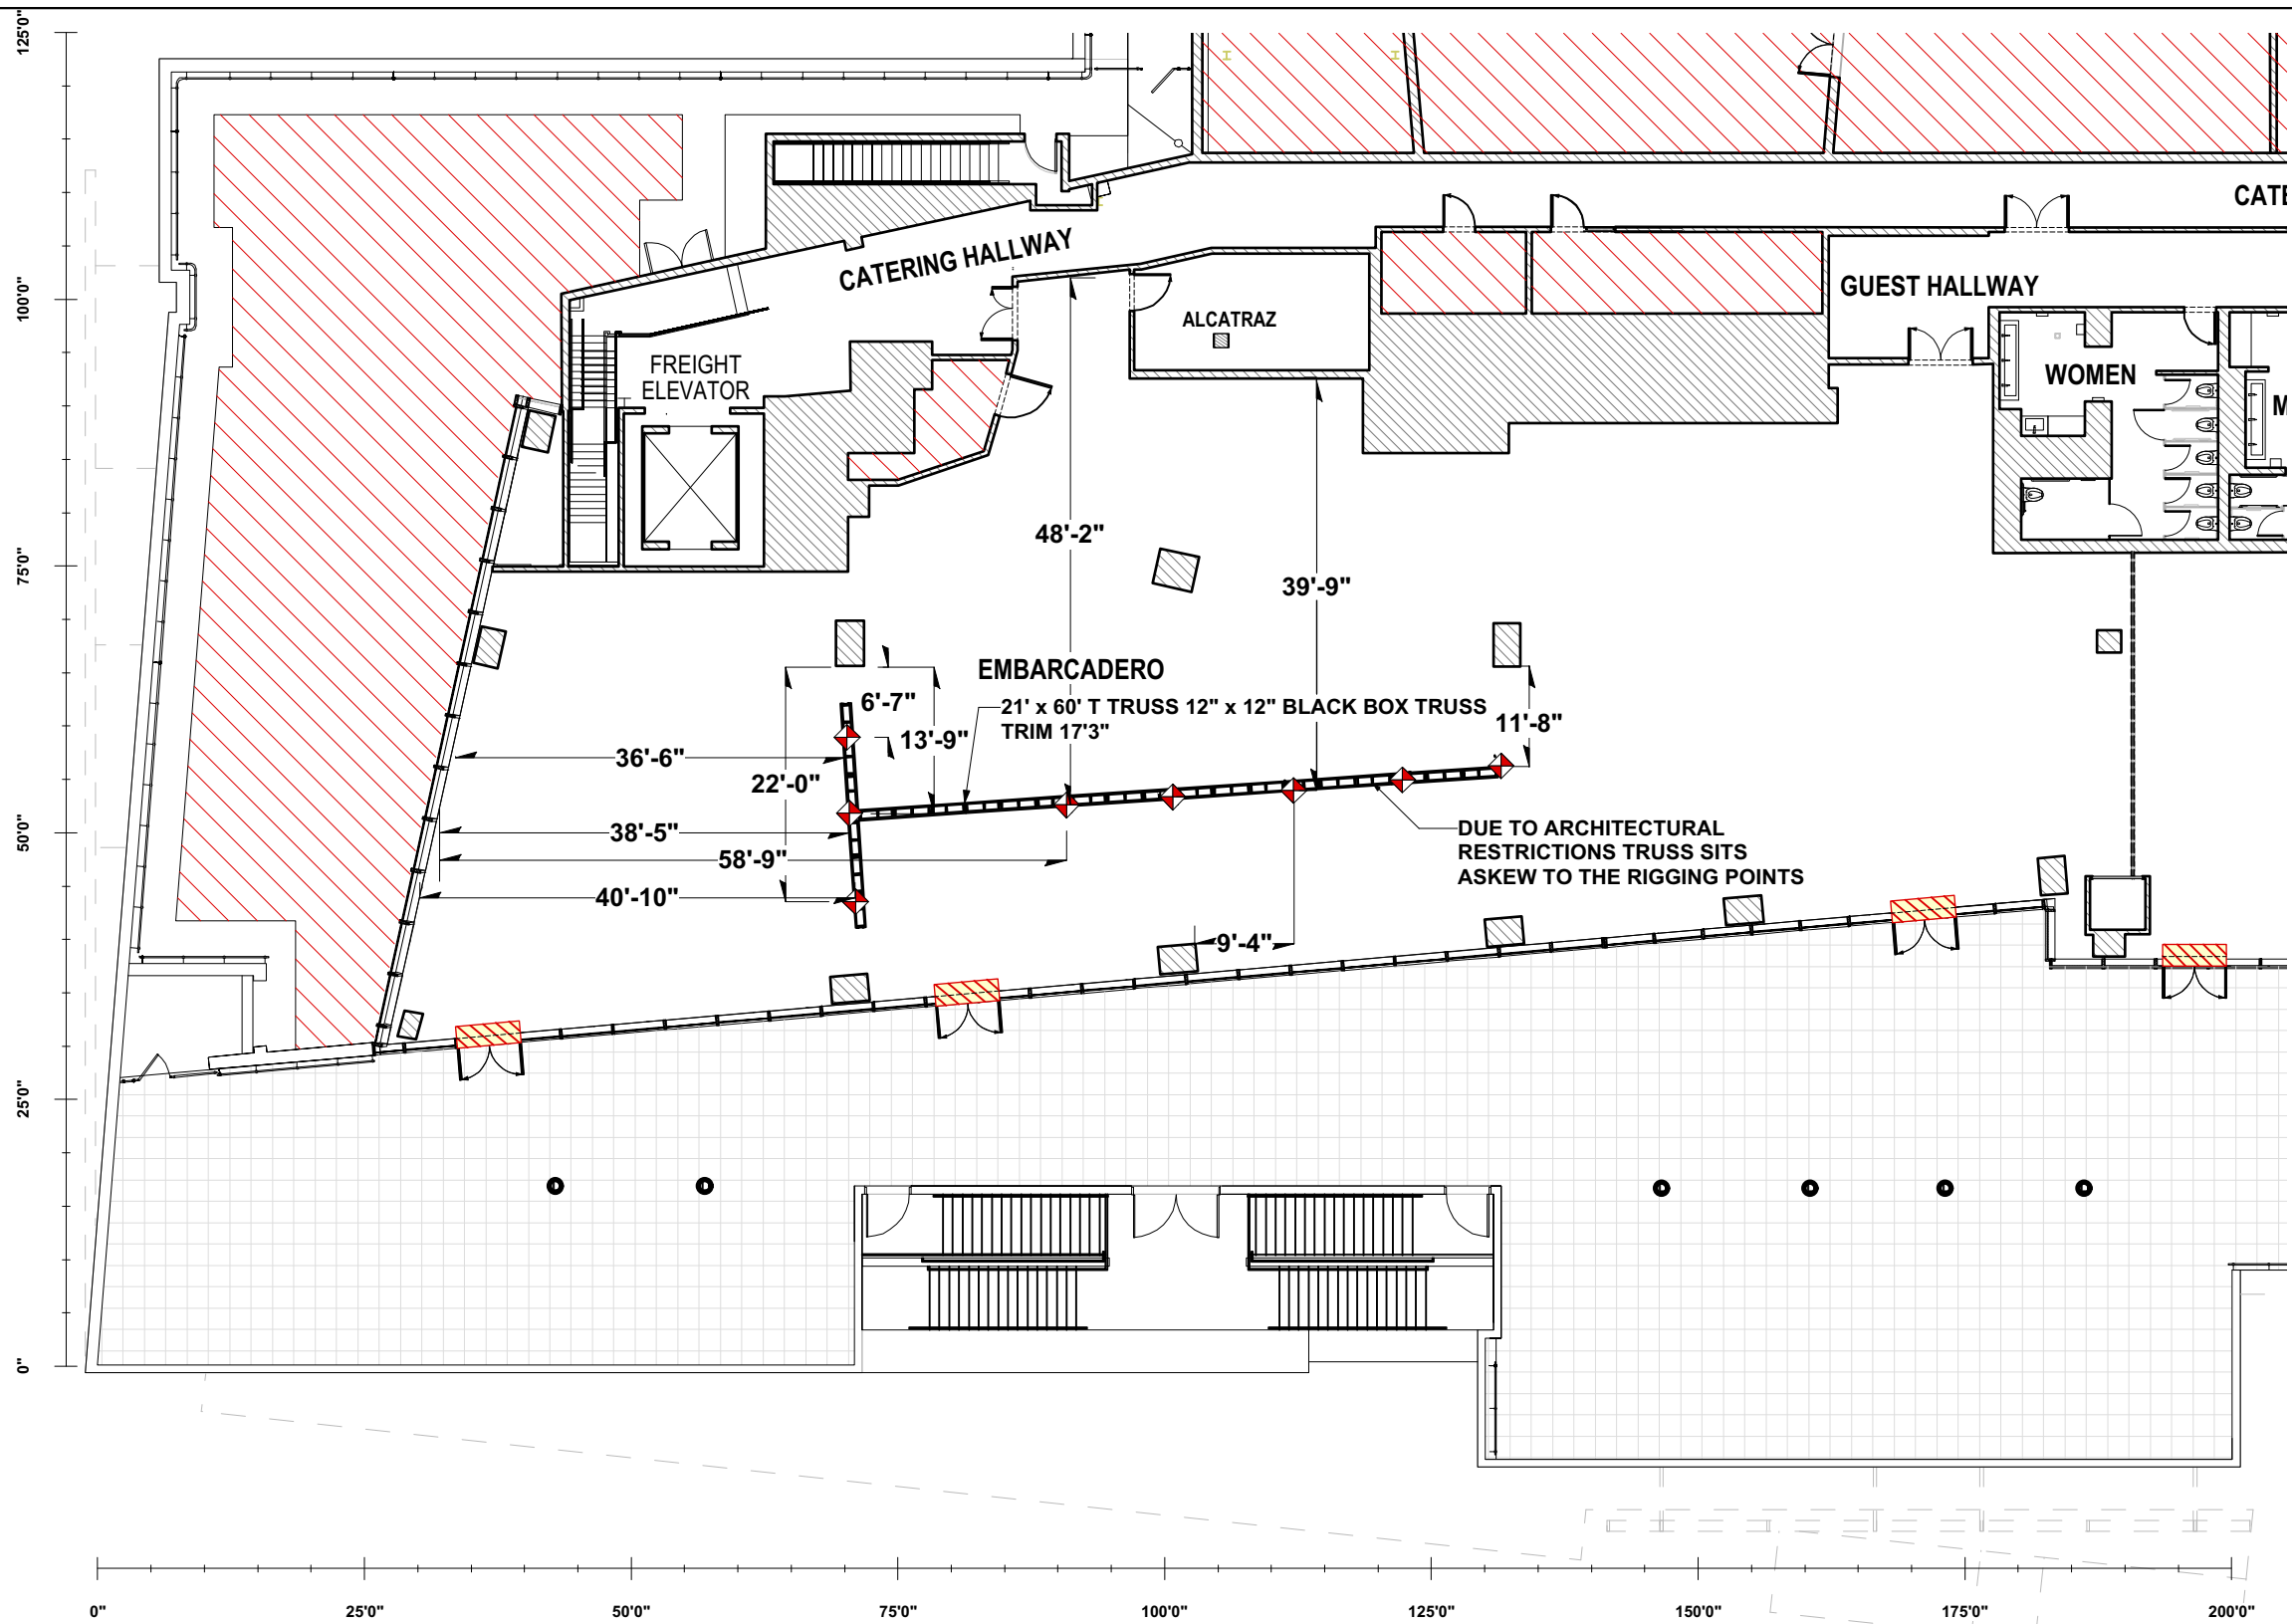 125'0"
CATE
CATERING HALLWAY
100'0"
GUEST HALLWAY
ALCATRAZ
FREIGHT
ELEVATOR
WOMEN
M
75'0"
48'-2"
39'-9"
EMBARCADERO
6'-7"
21' x 60' T TRUSS 12" x 12" BLACK BOX TRUSS
TRIM 17'3"
11'-8"
13'-9"
36'-6"
22'-0"
50'0"
38'-5"
DUE TO ARCHITECTURAL
RESTRICTIONS TRUSS SITS
ASKEW TO THE RIGGING POINTS
58'-9"
40'-10"
9'-4"
25'0"
0"
0"
25'0"
50'0"
75'0"
100'0"
125'0"
150'0"
175'0"
200'0"